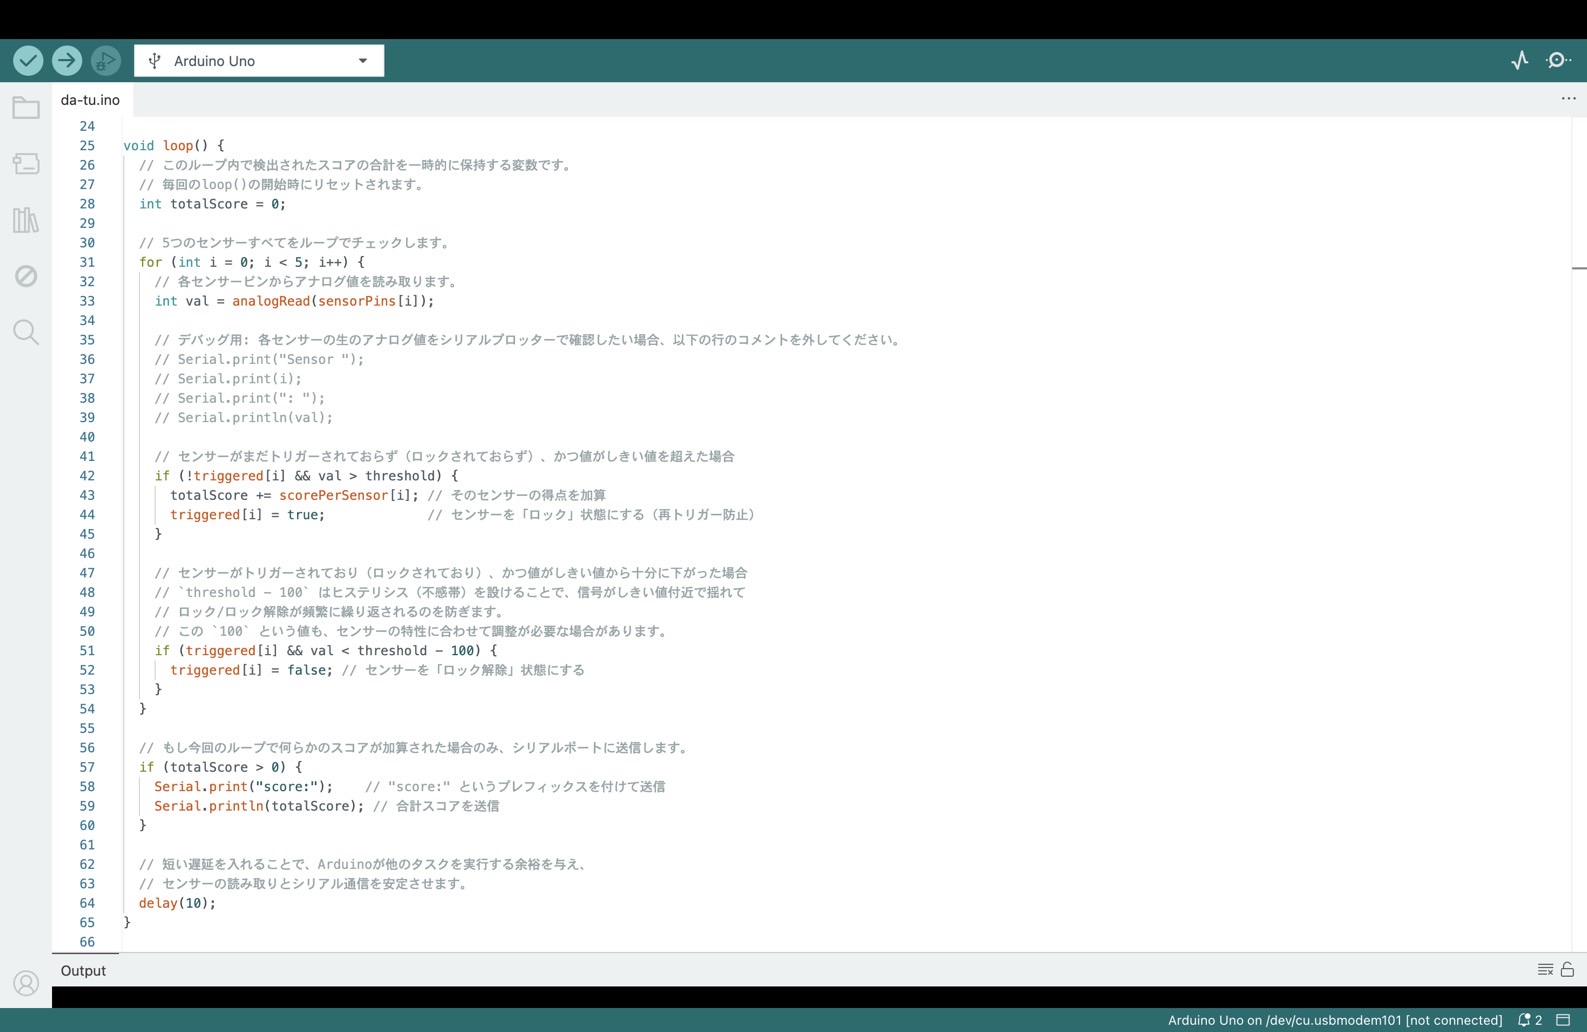 Arduino Uno
da-tu.ino
24
25 void loop() {
26 // このループ内で検出されたスコアの合計を一時的に保持する変数です。
27 // 毎回のloop()の開始時にリセットされます。
28 int totalScore = 0;
29
30 // 5つのセンサーすべてをループでチェックします。
31 for (int i = 0; i < 5; i++) {
32 // 各センサーピンからアナログ値を読み取ります。
33 int val = analogRead(sensorPins[i]);
34
35 // デバッグ用: 各センサーの生のアナログ値をシリアルプロッターで確認したい場合、以下の行のコメントを外してください。
36 // Serial.print("Sensor ");
37 // Serial.print(i);
38 // Serial.print(": ");
39 // Serial.println(val);
40
41 // センサーがまだトリガーされておらず（ロックされておらず）、かつ値がしきい値を超えた場合
42 if (!triggered[i] && val > threshold) {
43 totalScore += scorePerSensor[i]; // そのセンサーの得点を加算
44 triggered[i] = true; // センサーを「ロック」状態にする（再トリガー防止）
45 }
46
47 // センサーがトリガーされており（ロックされており）、かつ値がしきい値から十分に下がった場合
48 // `threshold - 100` はヒステリシス（不感帯）を設けることで、信号がしきい値付近で揺れて
49 // ロック/ロック解除が頻繁に繰り返されるのを防ぎます。
50 // この `100` という値も、センサーの特性に合わせて調整が必要な場合があります。
51 if (triggered[i] && val < threshold - 100) {
52 triggered[i] = false; // センサーを「ロック解除」状態にする
53 }
54 }
55
56 // もし今回のループで何らかのスコアが加算された場合のみ、シリアルポートに送信します。
57 if (totalScore > 0) {
58 Serial.print("score:"); // "score:" というプレフィックスを付けて送信
59 Serial.println(totalScore); // 合計スコアを送信
60 }
61
62 // 短い遅延を入れることで、Arduinoが他のタスクを実行する余裕を与え、
63 // センサーの読み取りとシリアル通信を安定させます。
64 delay(10);
65 }
66
Output
Arduino Uno on /dev/cu.usbmodem101 [not connected] 2